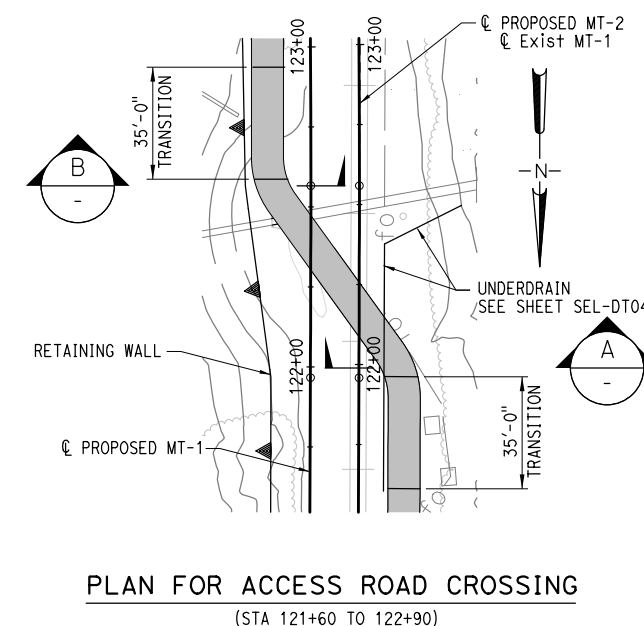 ℄ PROPOSED MT-2
℄ Exist MT-1
123+00
123+00
35'-0"
TRANSITION
B
-
-N-
UNDERDRAIN
SEE SHEET SEL-DT04
RETAINING WALL
122+00
122+00
A
-
℄ PROPOSED MT-1
35'-0"
TRANSITION
PLAN FOR ACCESS ROAD CROSSING
(STA 121+60 TO 122+90)